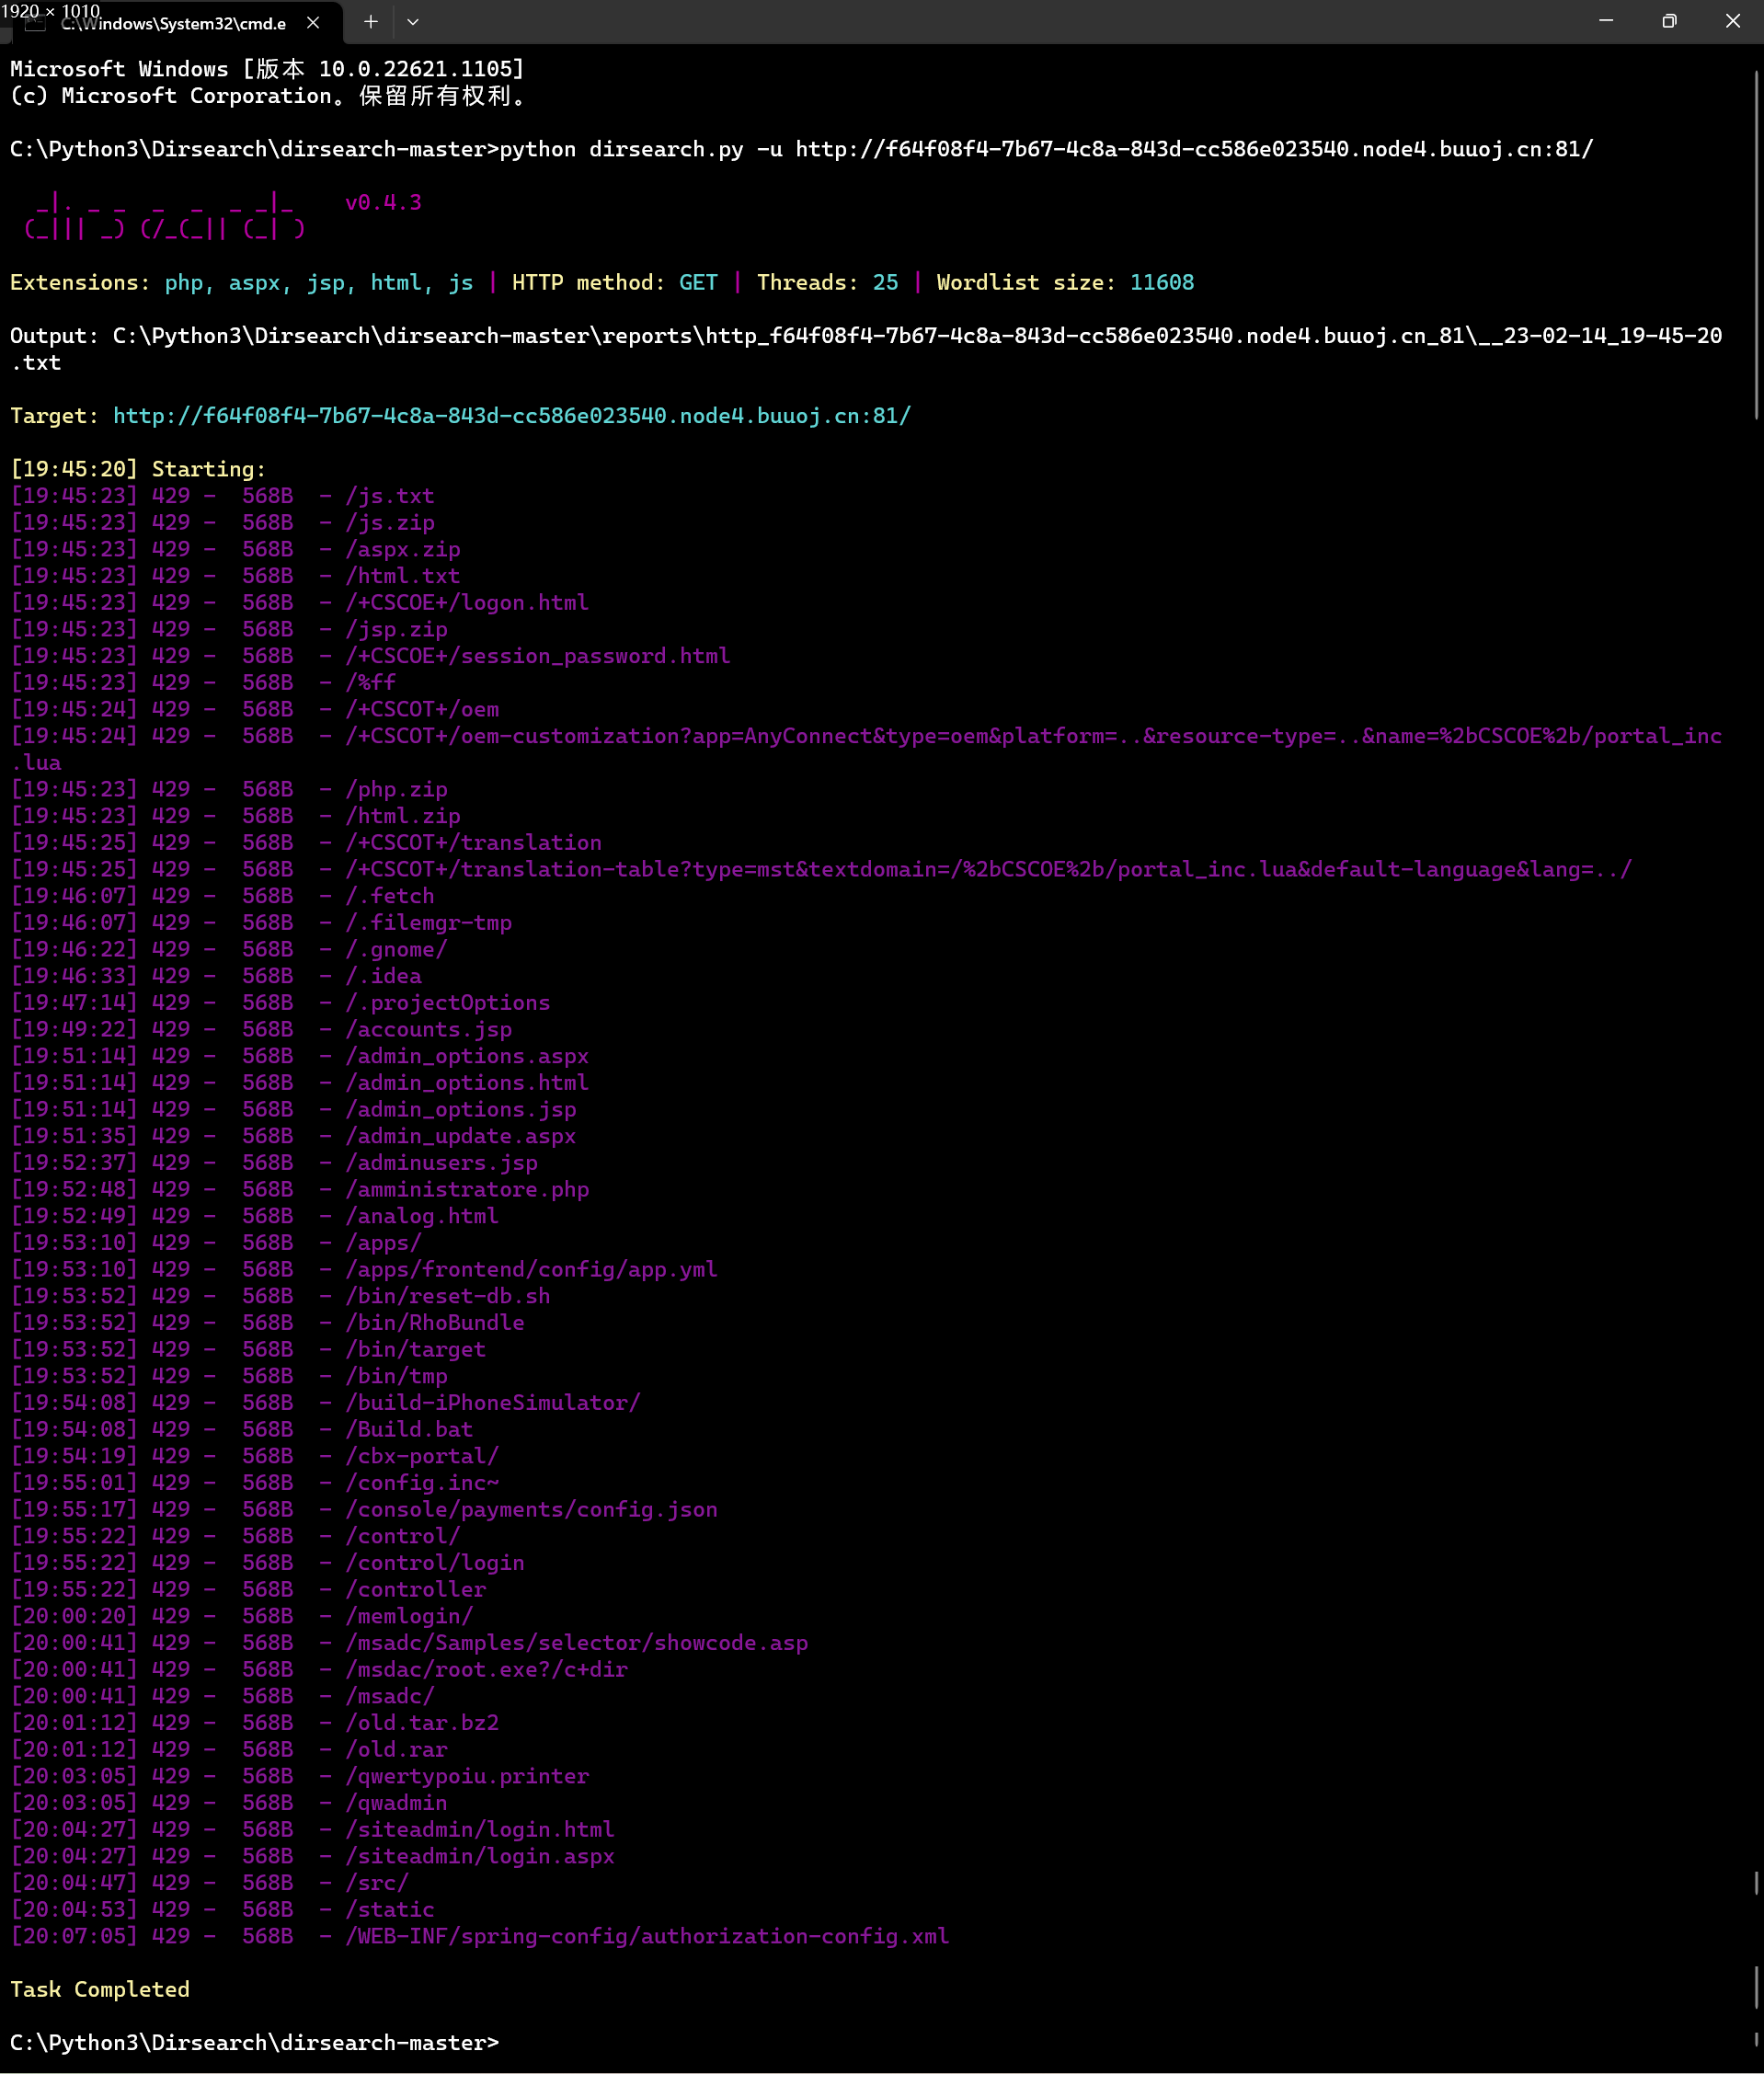 1920 × 1010
C:\Windows\System32\cmd.e
Microsoft Windows [版本 10.0.22621.1105]
(c) Microsoft Corporation。保留所有权利。
C:\Python3\Dirsearch\dirsearch-master>python dirsearch.py -u http://f64f08f4-7b67-4c8a-843d-cc586e023540.node4.buuoj.cn:81/
_|. _ _  _  _  _ _|_    v0.4.3
(_||| _) (/_(_|| (_| )
Extensions: php, aspx, jsp, html, js | HTTP method: GET | Threads: 25 | Wordlist size: 11608
Output: C:\Python3\Dirsearch\dirsearch-master\reports\http_f64f08f4-7b67-4c8a-843d-cc586e023540.node4.buuoj.cn_81\__23-02-14_19-45-20
.txt
Target: http://f64f08f4-7b67-4c8a-843d-cc586e023540.node4.buuoj.cn:81/
[19:45:20] Starting:
[19:45:23] 429 -  568B  - /js.txt
[19:45:23] 429 -  568B  - /js.zip
[19:45:23] 429 -  568B  - /aspx.zip
[19:45:23] 429 -  568B  - /html.txt
[19:45:23] 429 -  568B  - /+CSCOE+/logon.html
[19:45:23] 429 -  568B  - /jsp.zip
[19:45:23] 429 -  568B  - /+CSCOE+/session_password.html
[19:45:23] 429 -  568B  - /%ff
[19:45:24] 429 -  568B  - /+CSCOT+/oem
[19:45:24] 429 -  568B  - /+CSCOT+/oem-customization?app=AnyConnect&type=oem&platform=..&resource-type=..&name=%2bCSCOE%2b/portal_inc
.lua
[19:45:23] 429 -  568B  - /php.zip
[19:45:23] 429 -  568B  - /html.zip
[19:45:25] 429 -  568B  - /+CSCOT+/translation
[19:45:25] 429 -  568B  - /+CSCOT+/translation-table?type=mst&textdomain=/%2bCSCOE%2b/portal_inc.lua&default-language&lang=../
[19:46:07] 429 -  568B  - /.fetch
[19:46:07] 429 -  568B  - /.filemgr-tmp
[19:46:22] 429 -  568B  - /.gnome/
[19:46:33] 429 -  568B  - /.idea
[19:47:14] 429 -  568B  - /.projectOptions
[19:49:22] 429 -  568B  - /accounts.jsp
[19:51:14] 429 -  568B  - /admin_options.aspx
[19:51:14] 429 -  568B  - /admin_options.html
[19:51:14] 429 -  568B  - /admin_options.jsp
[19:51:35] 429 -  568B  - /admin_update.aspx
[19:52:37] 429 -  568B  - /adminusers.jsp
[19:52:48] 429 -  568B  - /amministratore.php
[19:52:49] 429 -  568B  - /analog.html
[19:53:10] 429 -  568B  - /apps/
[19:53:10] 429 -  568B  - /apps/frontend/config/app.yml
[19:53:52] 429 -  568B  - /bin/reset-db.sh
[19:53:52] 429 -  568B  - /bin/RhoBundle
[19:53:52] 429 -  568B  - /bin/target
[19:53:52] 429 -  568B  - /bin/tmp
[19:54:08] 429 -  568B  - /build-iPhoneSimulator/
[19:54:08] 429 -  568B  - /Build.bat
[19:54:19] 429 -  568B  - /cbx-portal/
[19:55:01] 429 -  568B  - /config.inc~
[19:55:17] 429 -  568B  - /console/payments/config.json
[19:55:22] 429 -  568B  - /control/
[19:55:22] 429 -  568B  - /control/login
[19:55:22] 429 -  568B  - /controller
[20:00:20] 429 -  568B  - /memlogin/
[20:00:41] 429 -  568B  - /msadc/Samples/selector/showcode.asp
[20:00:41] 429 -  568B  - /msdac/root.exe?/c+dir
[20:00:41] 429 -  568B  - /msadc/
[20:01:12] 429 -  568B  - /old.tar.bz2
[20:01:12] 429 -  568B  - /old.rar
[20:03:05] 429 -  568B  - /qwertypoiu.printer
[20:03:05] 429 -  568B  - /qwadmin
[20:04:27] 429 -  568B  - /siteadmin/login.html
[20:04:27] 429 -  568B  - /siteadmin/login.aspx
[20:04:47] 429 -  568B  - /src/
[20:04:53] 429 -  568B  - /static
[20:07:05] 429 -  568B  - /WEB-INF/spring-config/authorization-config.xml
Task Completed
C:\Python3\Dirsearch\dirsearch-master>